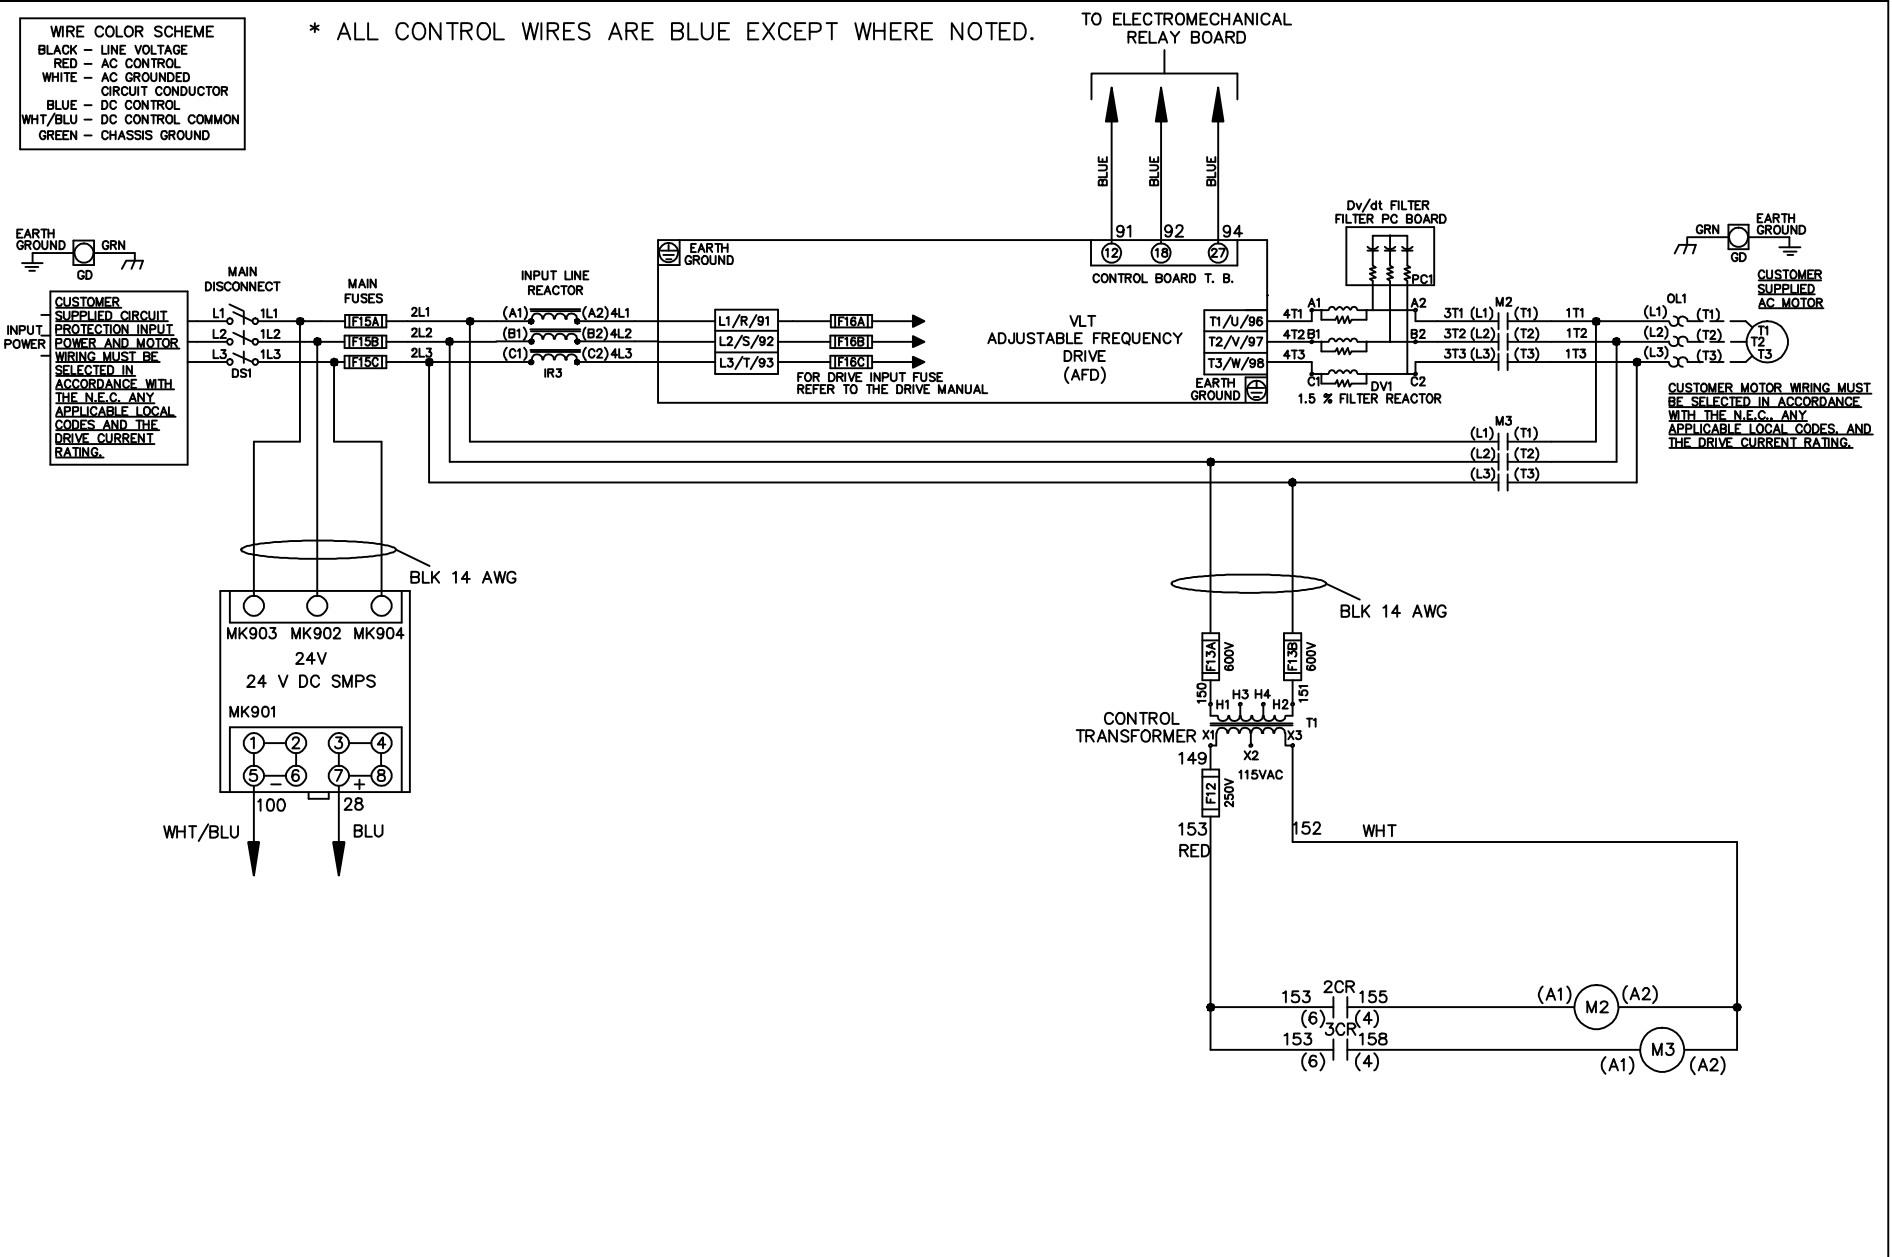 WIRE COLOR SCHEME
BLACK – LINE VOLTAGE
RED – AC CONTROL
WHITE – AC GROUNDED
CIRCUIT CONDUCTOR
BLUE – DC CONTROL
WHT/BLU – DC CONTROL COMMON
GREEN – CHASSIS GROUND
* ALL CONTROL WIRES ARE BLUE EXCEPT WHERE NOTED.
TO ELECTROMECHANICAL
RELAY BOARD
BLUE
BLUE
BLUE
91 92 94
12 18 27
CONTROL BOARD T. B.
EARTH
GROUND
GRN
GD
CUSTOMER
SUPPLIED CIRCUIT
PROTECTION INPUT
POWER AND MOTOR
WIRING MUST BE
SELECTED IN
ACCORDANCE WITH
THE N.E.C. ANY
APPLICABLE LOCAL
CODES AND THE
DRIVE CURRENT
RATING.
INPUT
POWER
MAIN
DISCONNECT
L1 1L1
L2 1L2
L3 1L3
DS1
MAIN
FUSES
F15A
F15B
F15C
2L1
2L2
2L3
INPUT LINE
REACTOR
(A1) (A2) 4L1
(B1) (B2) 4L2
(C1) (C2) 4L3
IR3
EARTH
GROUND
L1/R/91
L2/S/92
L3/T/93
F16A
F16B
F16C
FOR DRIVE INPUT FUSE
REFER TO THE DRIVE MANUAL
VLT
ADJUSTABLE FREQUENCY
DRIVE
(AFD)
T1/U/96
T2/V/97
T3/W/98
EARTH
GROUND
Dv/dt FILTER
FILTER PC BOARD
PC1
4T1 A1 A2
4T2 B1 B2
4T3 C1 C2
DV1
1.5 % FILTER REACTOR
M2
3T1 (L1) (T1) 1T1
3T2 (L2) (T2) 1T2
3T3 (L3) (T3) 1T3
OL1
(L1) (T1)
(L2) (T2)
(L3) (T3)
T1
T2
T3
GRN
GD
EARTH
GROUND
CUSTOMER
SUPPLIED
AC MOTOR
CUSTOMER MOTOR WIRING MUST
BE SELECTED IN ACCORDANCE
WITH THE N.E.C., ANY
APPLICABLE LOCAL CODES, AND
THE DRIVE CURRENT RATING.
M3
(L1) (T1)
(L2) (T2)
(L3) (T3)
BLK 14 AWG
MK903 MK902 MK904
24V
24 V DC SMPS
MK901
1 2 3 4
5 – 6 7 + 8
100 28
WHT/BLU BLU
BLK 14 AWG
F13A 600V
F13B 600V
150 151
H1 H3 H4 H2
T1
CONTROL
TRANSFORMER
X1 X3
X2
149
115VAC
F12 250V
153
RED
152 WHT
153 2CR 155
(6) (4)
(A1) M2 (A2)
153 3CR 158
(6) (4)
(A1) M3 (A2)